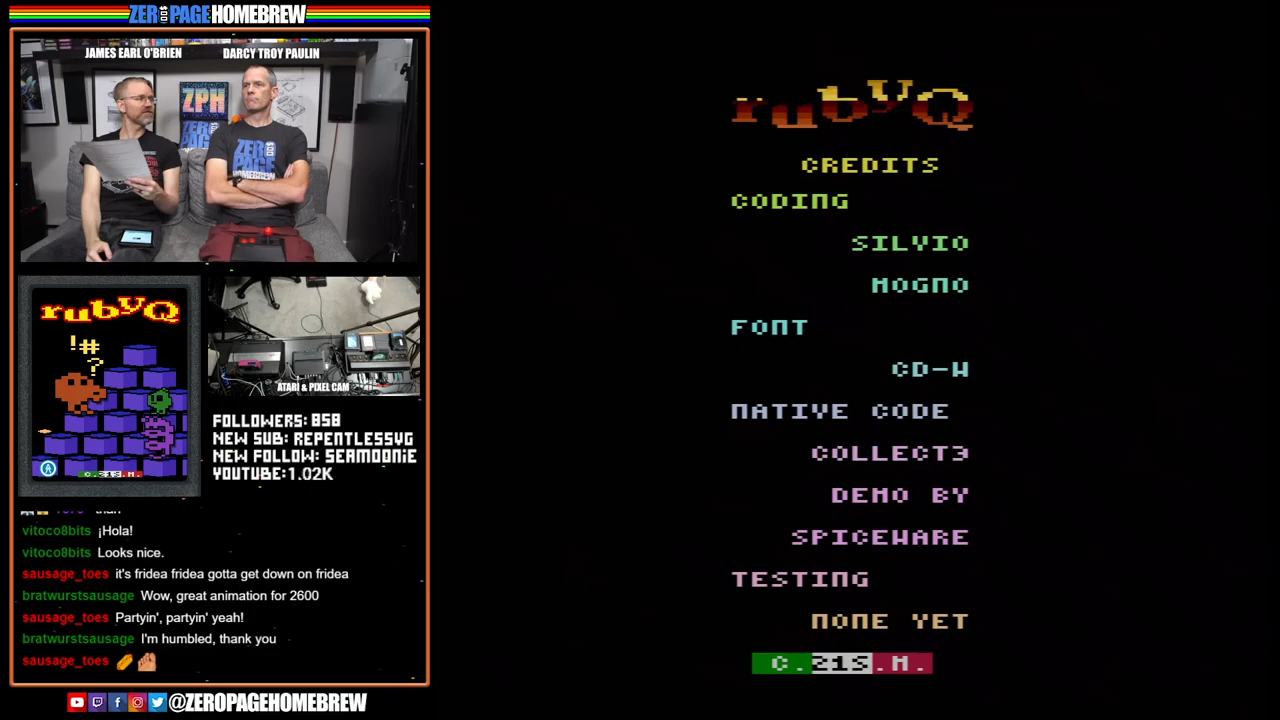 ZEROPAGEHOMEBREW
JAMES EARL O'BRIEN
DARCY TROY PAULIN
ZPH
ZERO
PAGE
HOMEBREW
rubyQ
!#
?
C.21S.M.
ATARI & PIXEL CAM
FOLLOWERS: 858
NEW SUB: REPENTLESSVG
NEW FOLLOW: SEAMOONIE
YOUTUBE:1.02K
vitoco8bits ¡Hola!
vitoco8bits Looks nice.
sausage_toes it's fridea fridea gotta get down on fridea
bratwurstsausage Wow, great animation for 2600
sausage_toes Partyin', partyin' yeah!
bratwurstsausage I'm humbled, thank you
sausage_toes
@ZEROPAGEHOMEBREW
rubyQ
CREDITS
CODING
SILVIO
MOGNO
FONT
CD-W
NATIVE CODE
COLLECT3
DEMO BY
SPICEWARE
TESTING
NONE YET
C.21S.M.